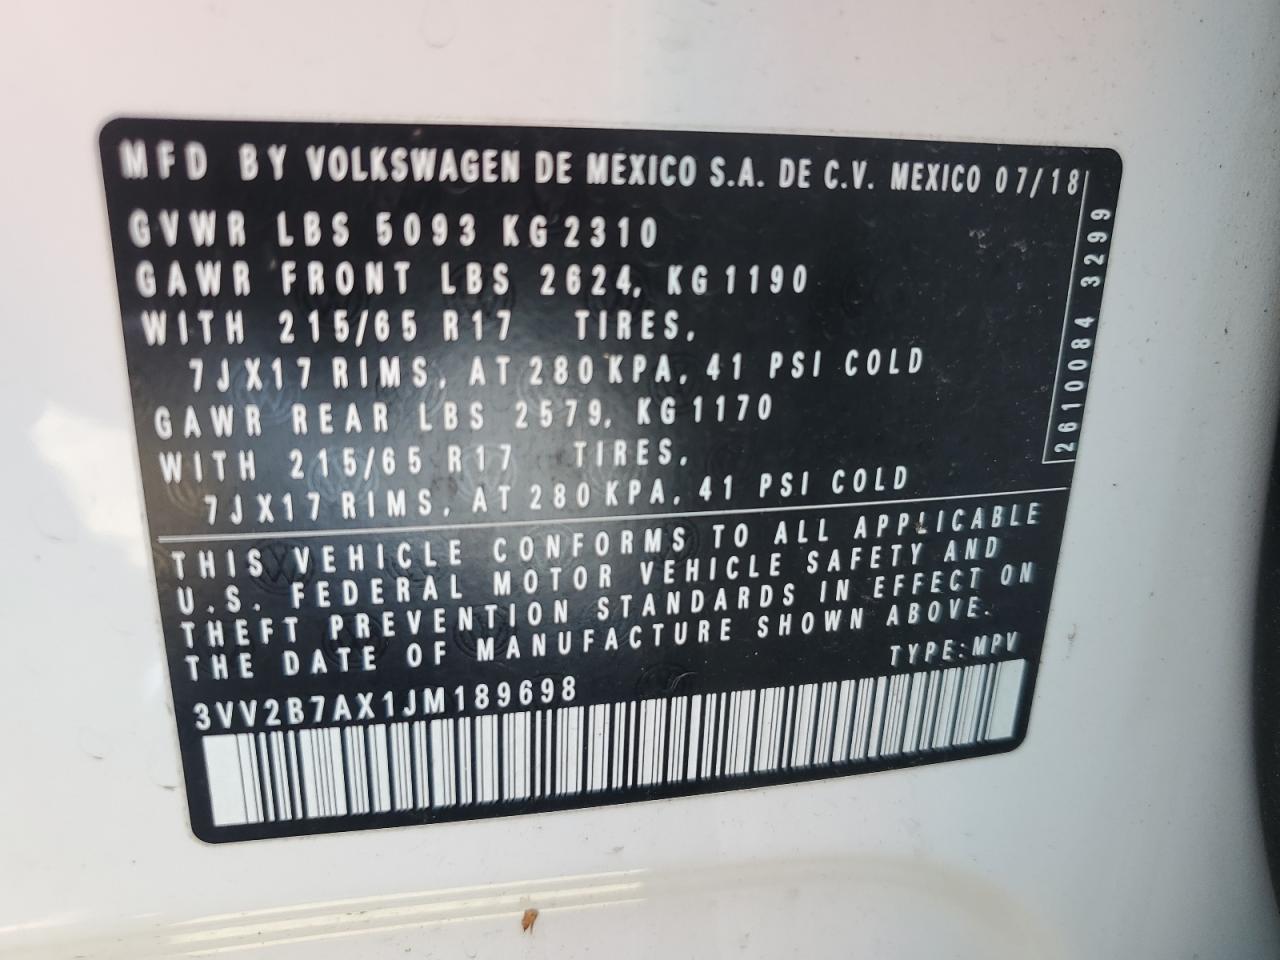 MFD BY VOLKSWAGEN DE MEXICO S.A. DE C.V. MEXICO 07/18
GVWR LBS 5093 KG 2310
GAWR FRONT LBS 2624, KG 1190
WITH 215/65 R17 TIRES,
7JX17 RIMS, AT 280 KPA, 41 PSI COLD
GAWR REAR LBS 2579, KG 1170
WITH 215/65 R17 TIRES,
7JX17 RIMS, AT 280 KPA, 41 PSI COLD
2610084 3299
THIS VEHICLE CONFORMS TO ALL APPLICABLE
U.S. FEDERAL MOTOR VEHICLE SAFETY AND
THEFT PREVENTION STANDARDS IN EFFECT ON
THE DATE OF MANUFACTURE SHOWN ABOVE.
TYPE: MPV
3VV2B7AX1JM189698